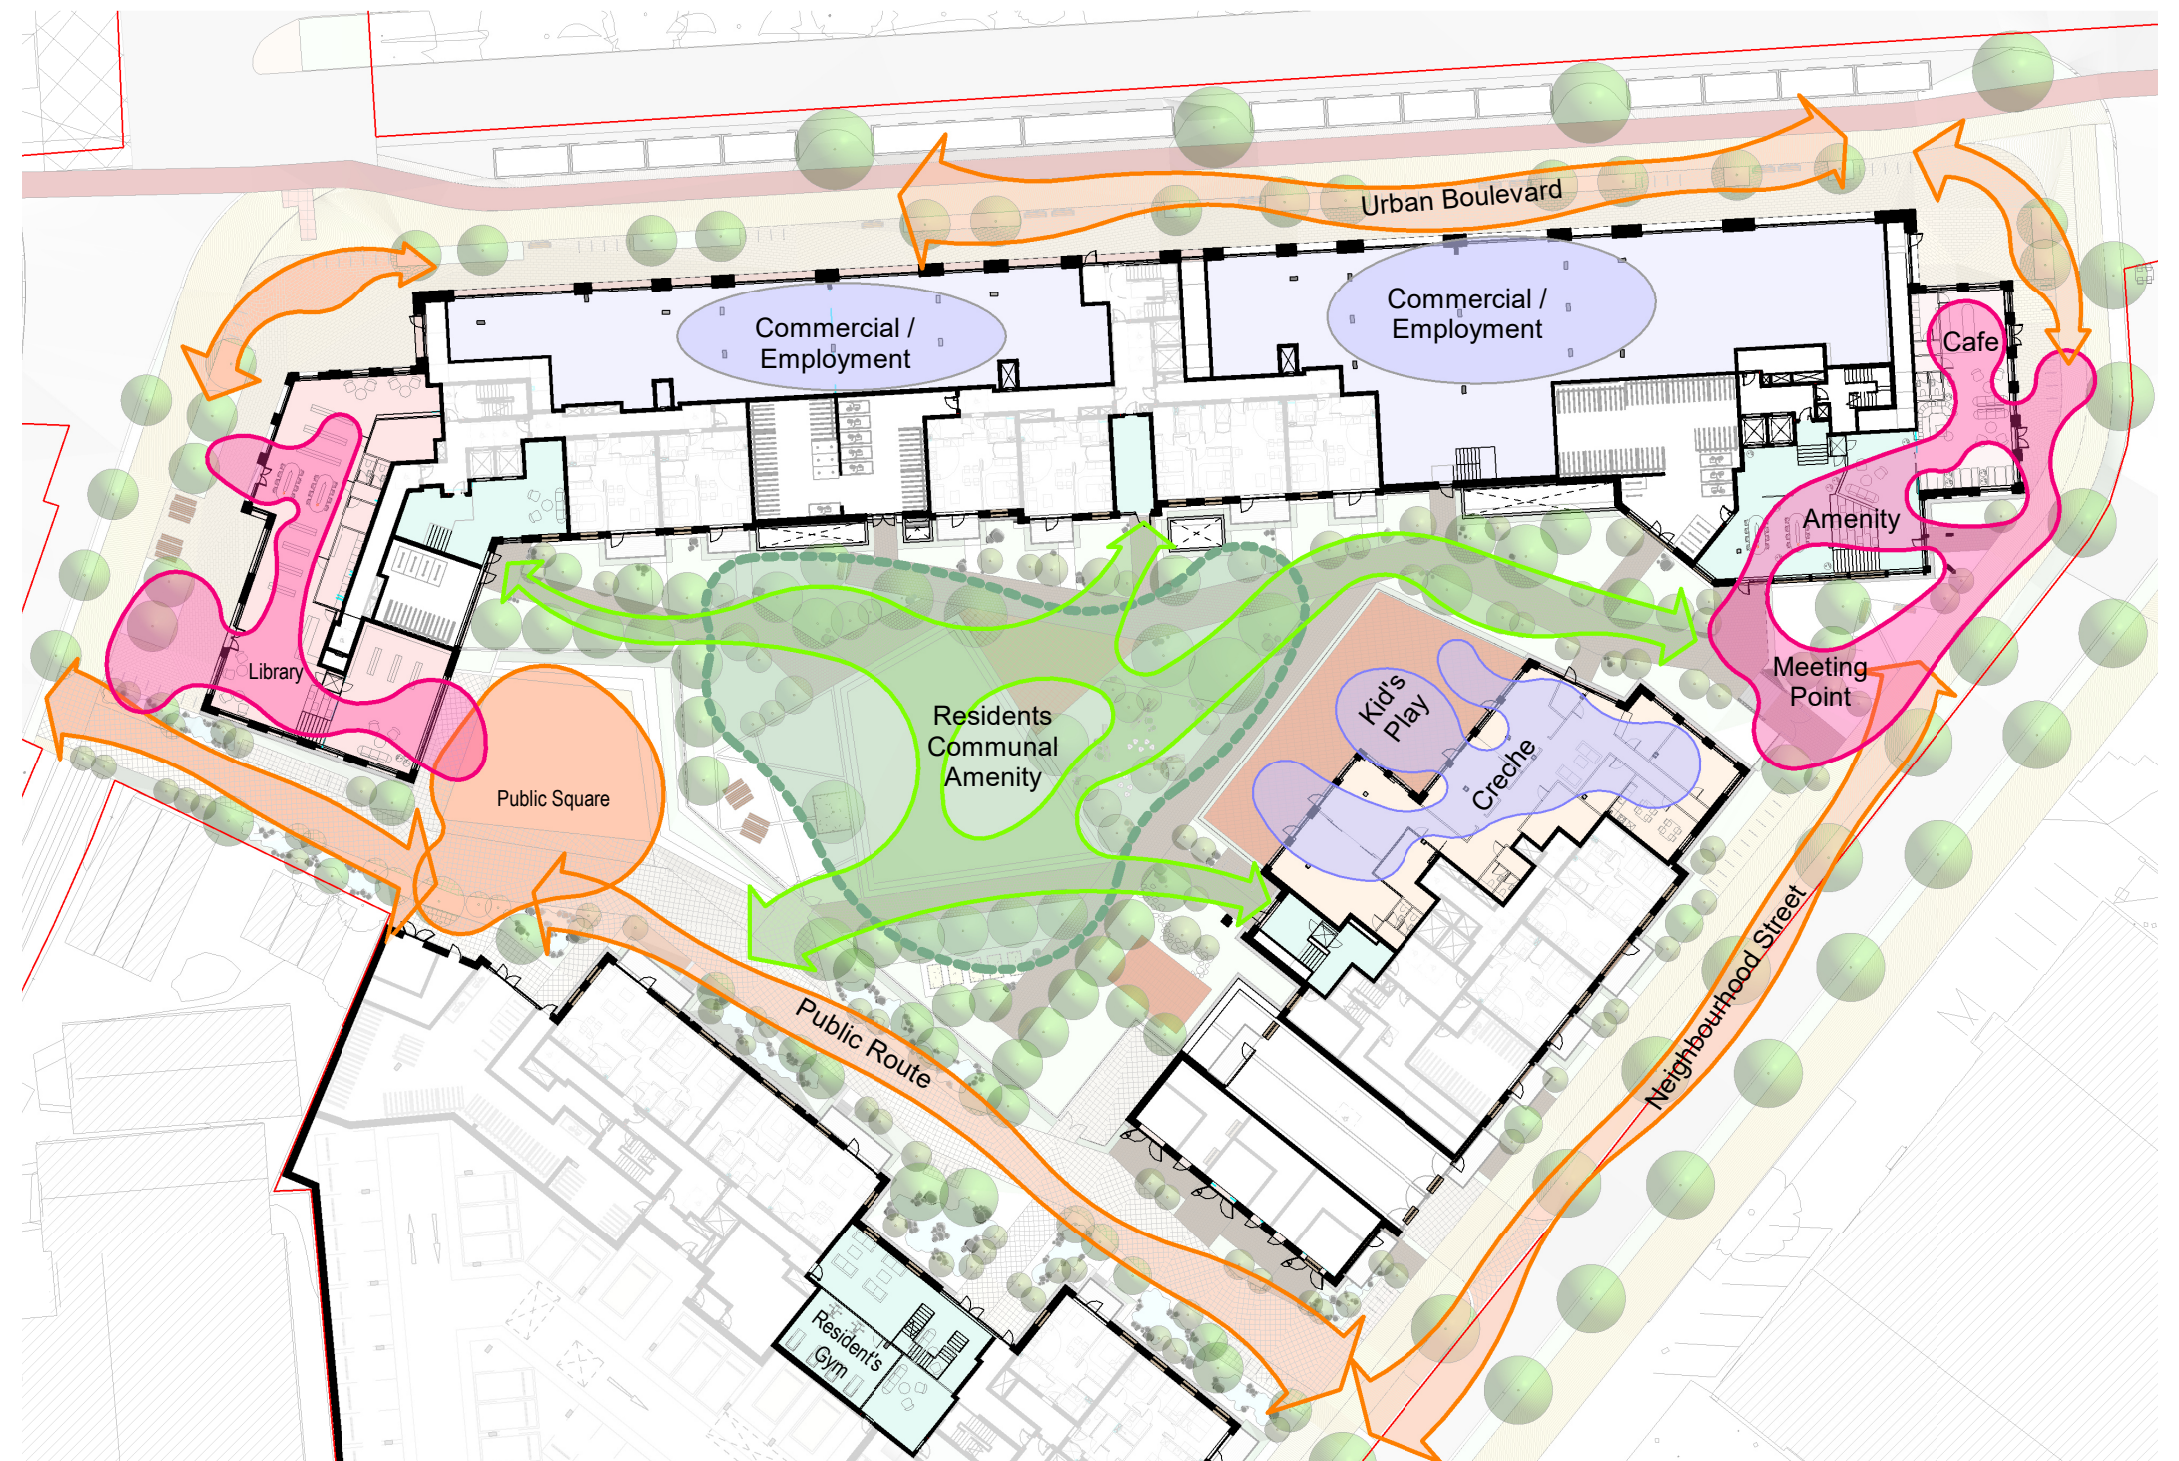 Urban Boulevard
Commercial /
Employment
Commercial /
Employment
Cafe
Amenity
Library
Meeting
Point
Kid's
Play
Creche
Residents
Communal
Amenity
Public Square
Public Route
Neighbourhood Street
Resident's
Gym